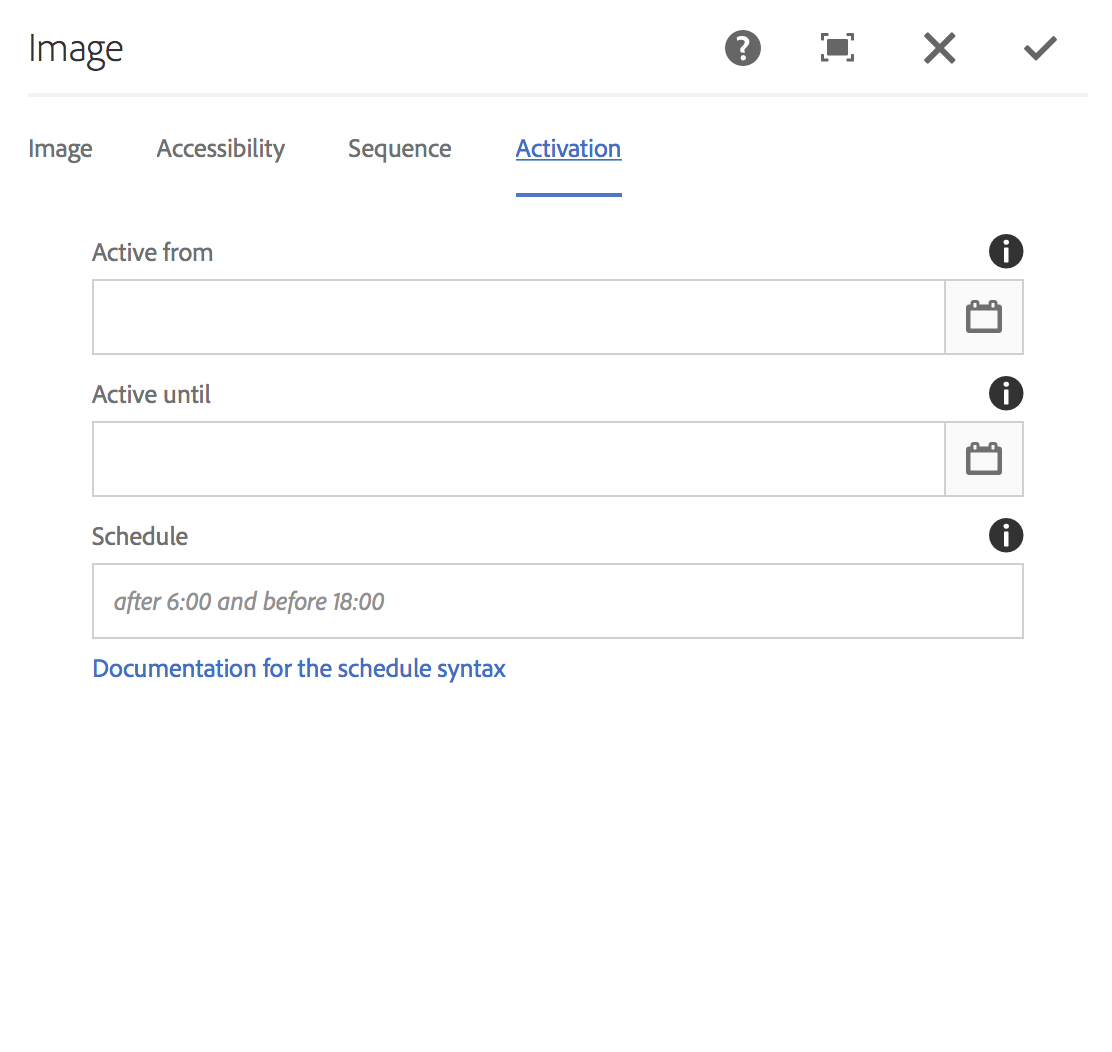 Image
Image Accessibility Sequence Activation
Active from
Active until
Schedule
after 6:00 and before 18:00
Documentation for the schedule syntax